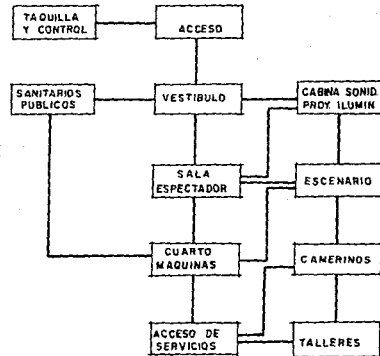 TAQUILLA
Y CONTROL
ACCESO
SANITARIOS
PUBLICOS
VESTIBULO
CABINA SONID.
PROY. ILUMIN
SALA
ESPECTADOR
ESCENARIO
CUARTO
MAQUINAS
CAMERINOS
ACCESO DE
SERVICIOS
TALLERES